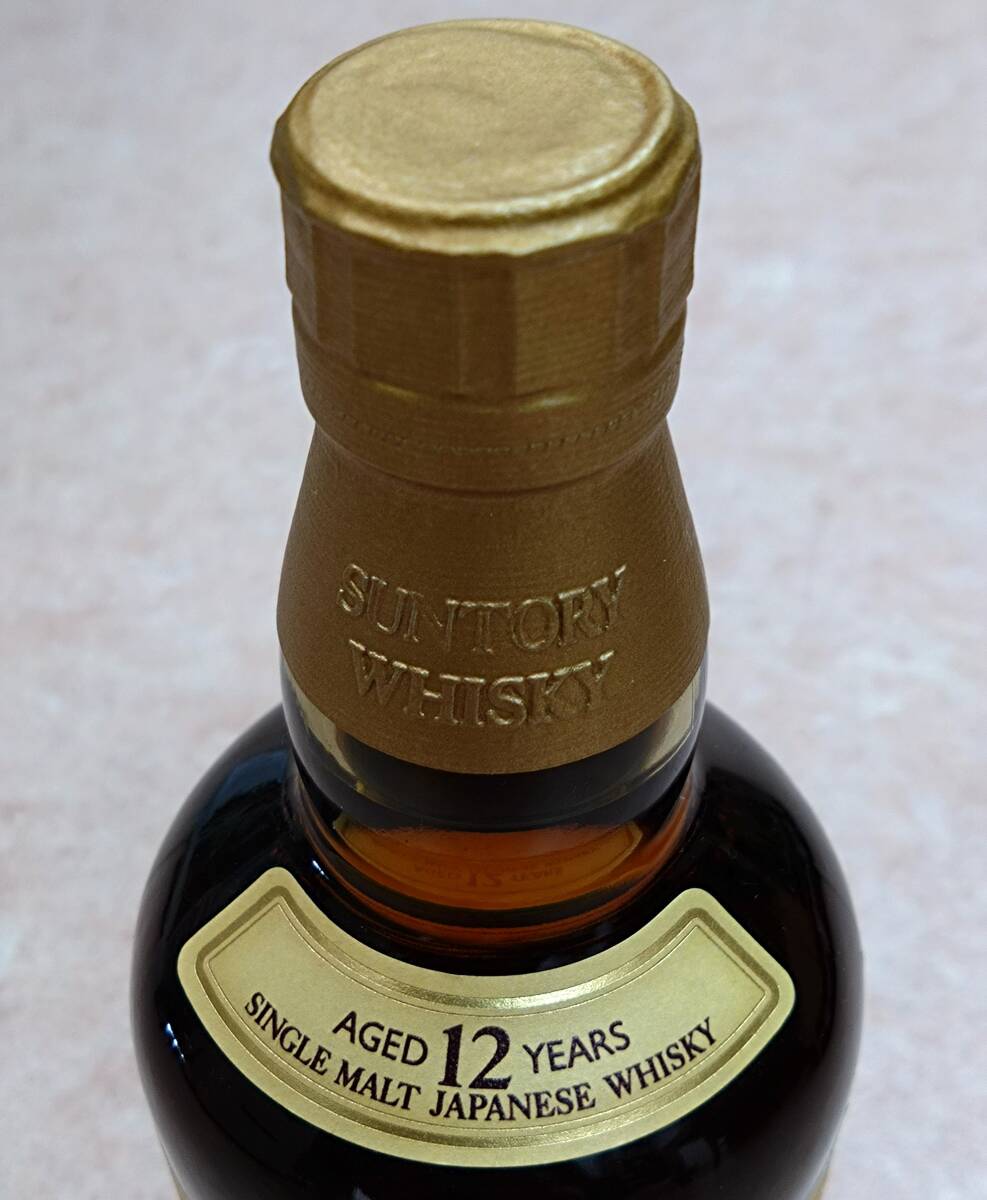 SUNTORY
WHISKY
AGED 12 YEARS
SINGLE MALT JAPANESE WHISKY